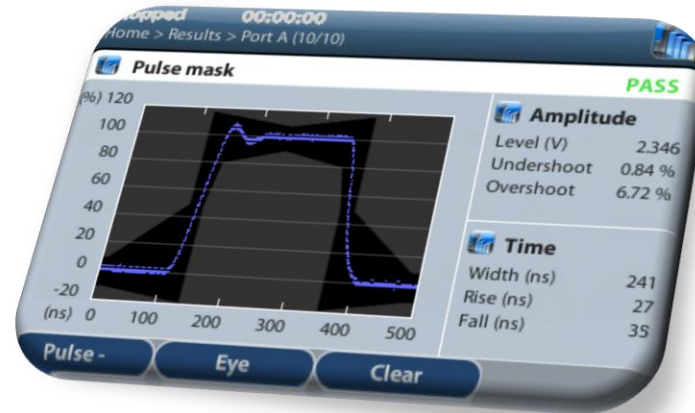 00:00:00
Home > Results > Port A (10/10)
Pulse mask
PASS
(%) 120
100
80
60
40
20
0
-20
(ns) 0 100 200 300 400 500
Amplitude
Level (V) 2.346
Undershoot 0.84 %
Overshoot 6.72 %
Time
Width (ns) 241
Rise (ns) 27
Fall (ns) 35
Pulse - Eye Clear